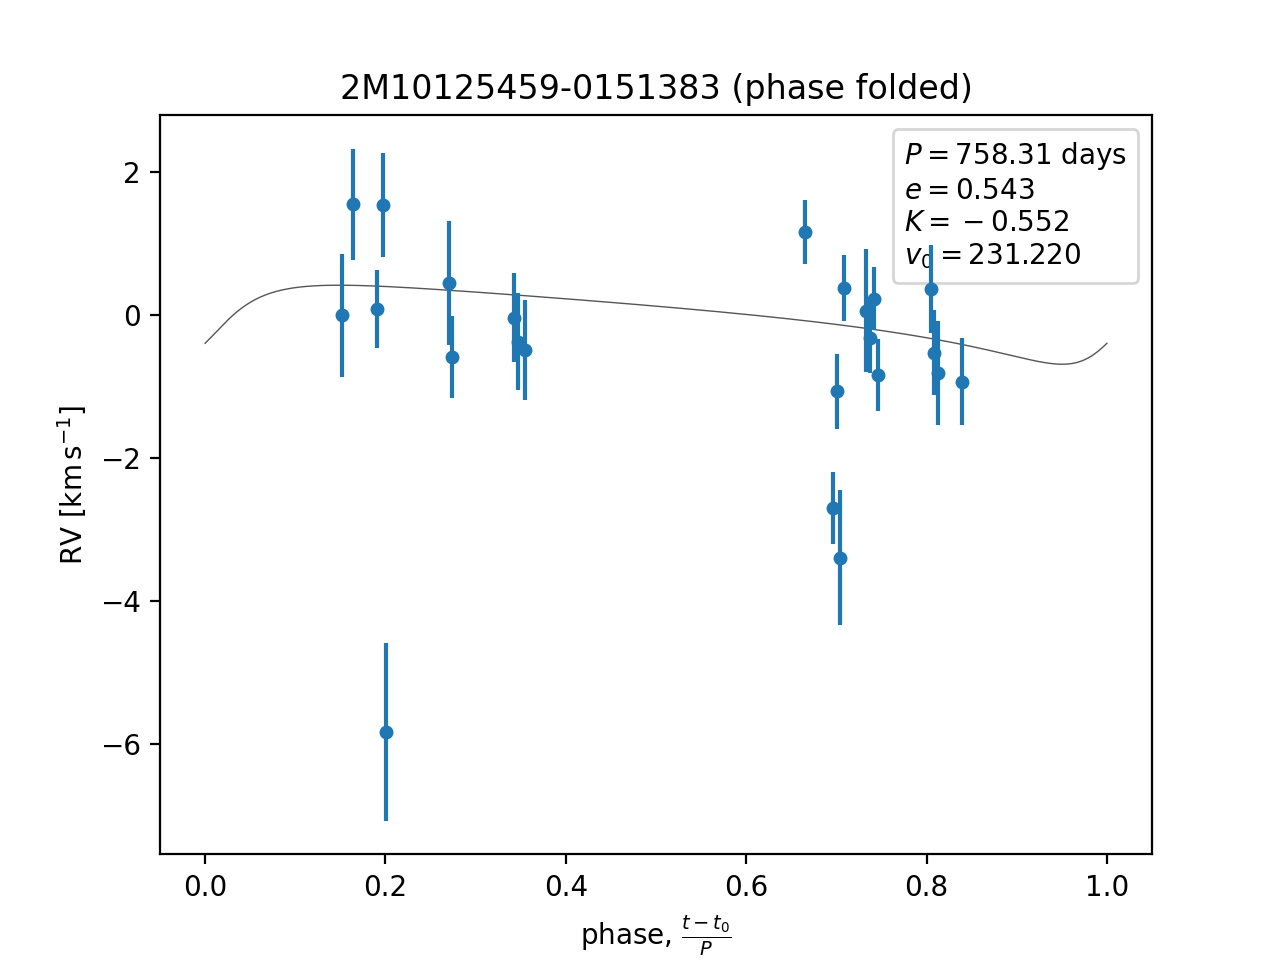 2M10125459-0151383 (phase folded)
P = 758.31 days
e = 0.543
K = −0.552
v₀ = 231.220
2
0
−2
−4
−6
RV [km s⁻¹]
0.0 0.2 0.4 0.6 0.8 1.0
phase, (t − t₀)/P